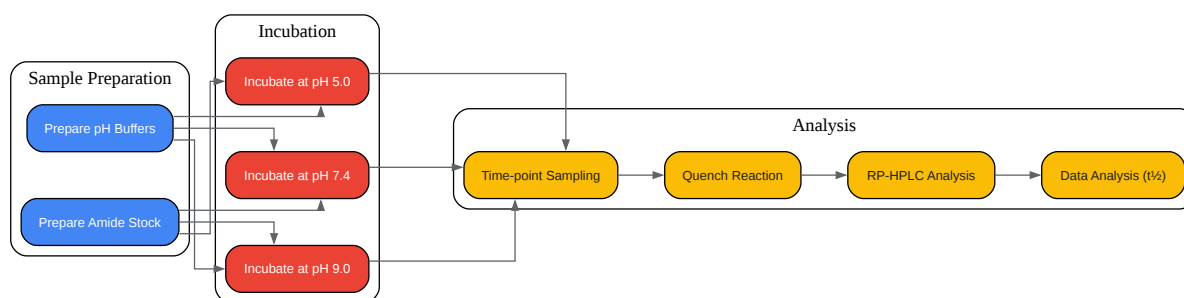 Sample Preparation
Prepare pH Buffers
Prepare Amide Stock
Incubation
Incubate at pH 5.0
Incubate at pH 7.4
Incubate at pH 9.0
Analysis
Time-point Sampling
Quench Reaction
RP-HPLC Analysis
Data Analysis (t½)